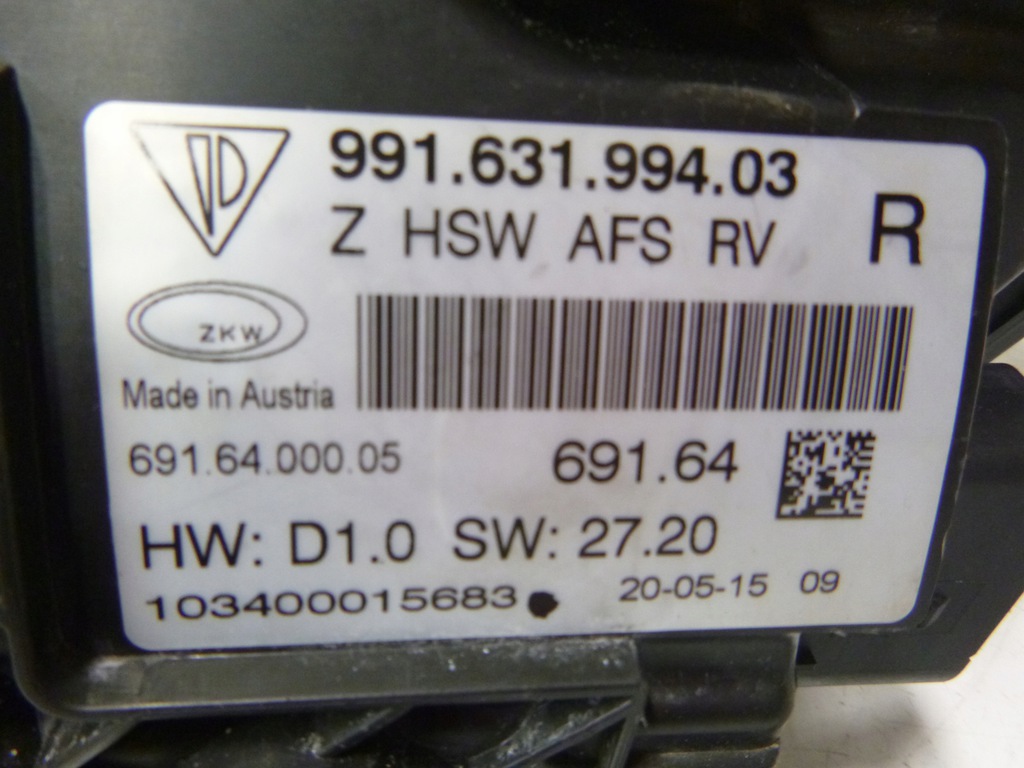 991.631.994.03
Z HSW AFS RV R
ZKW
Made in Austria
691.64.000.05 691.64
HW: D1.0 SW: 27.20
103400015683 20-05-15 09